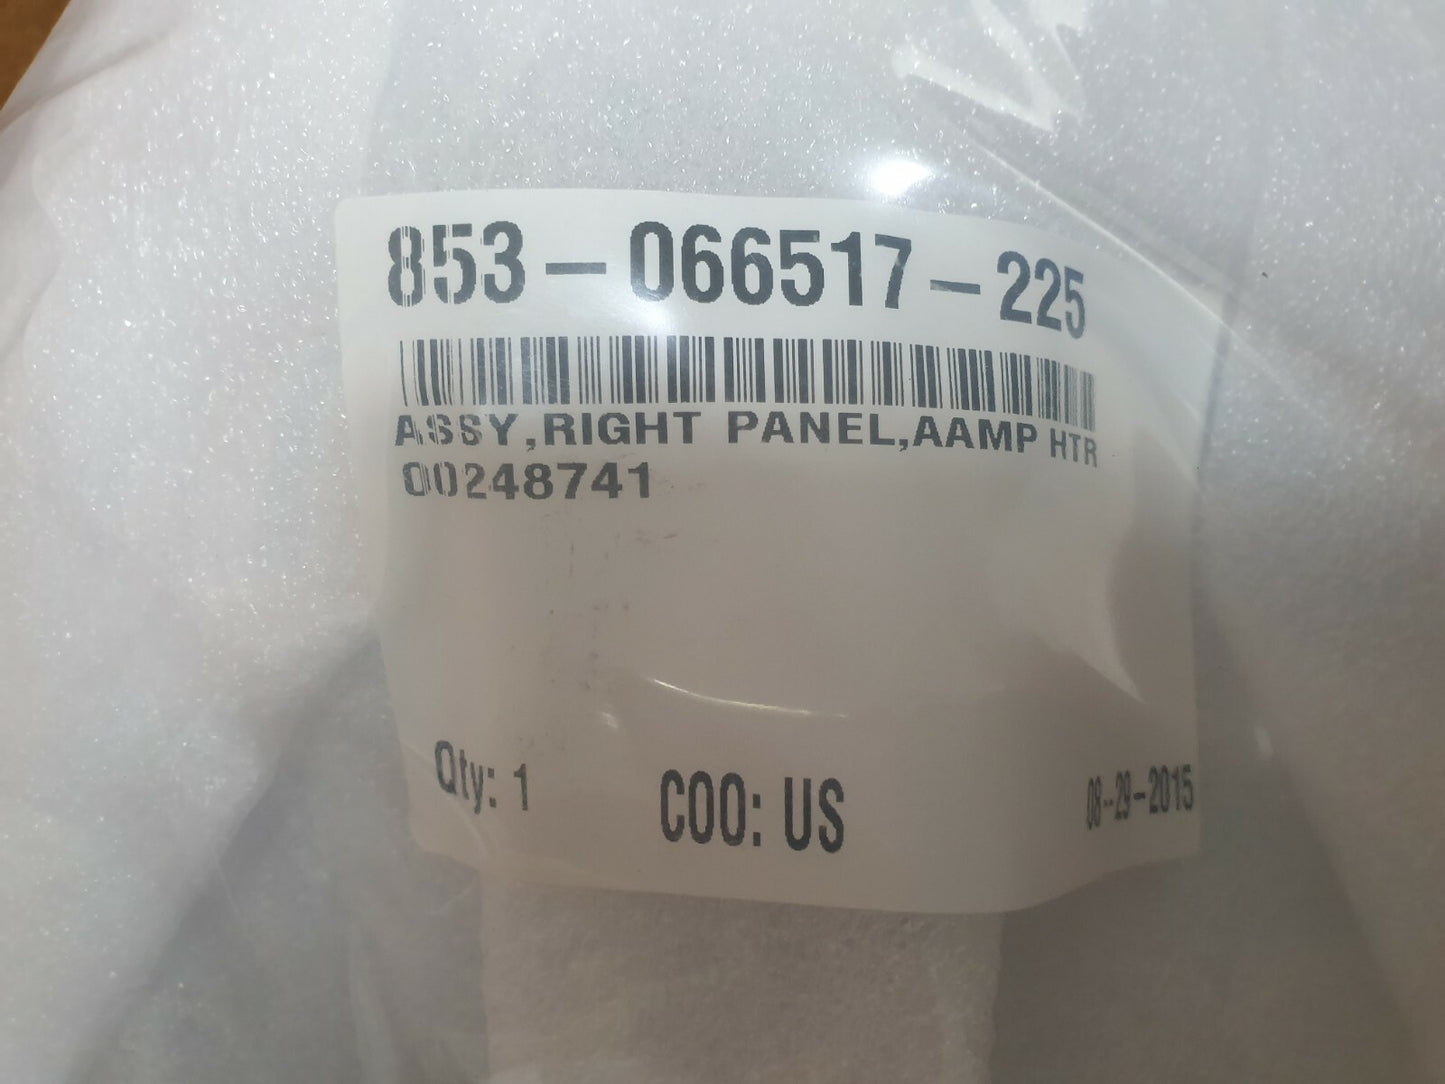 853-066517-225
ASSY,RIGHT PANEL,AAMP HTR
00248741
Qty: 1 COO: US 08-29-2015